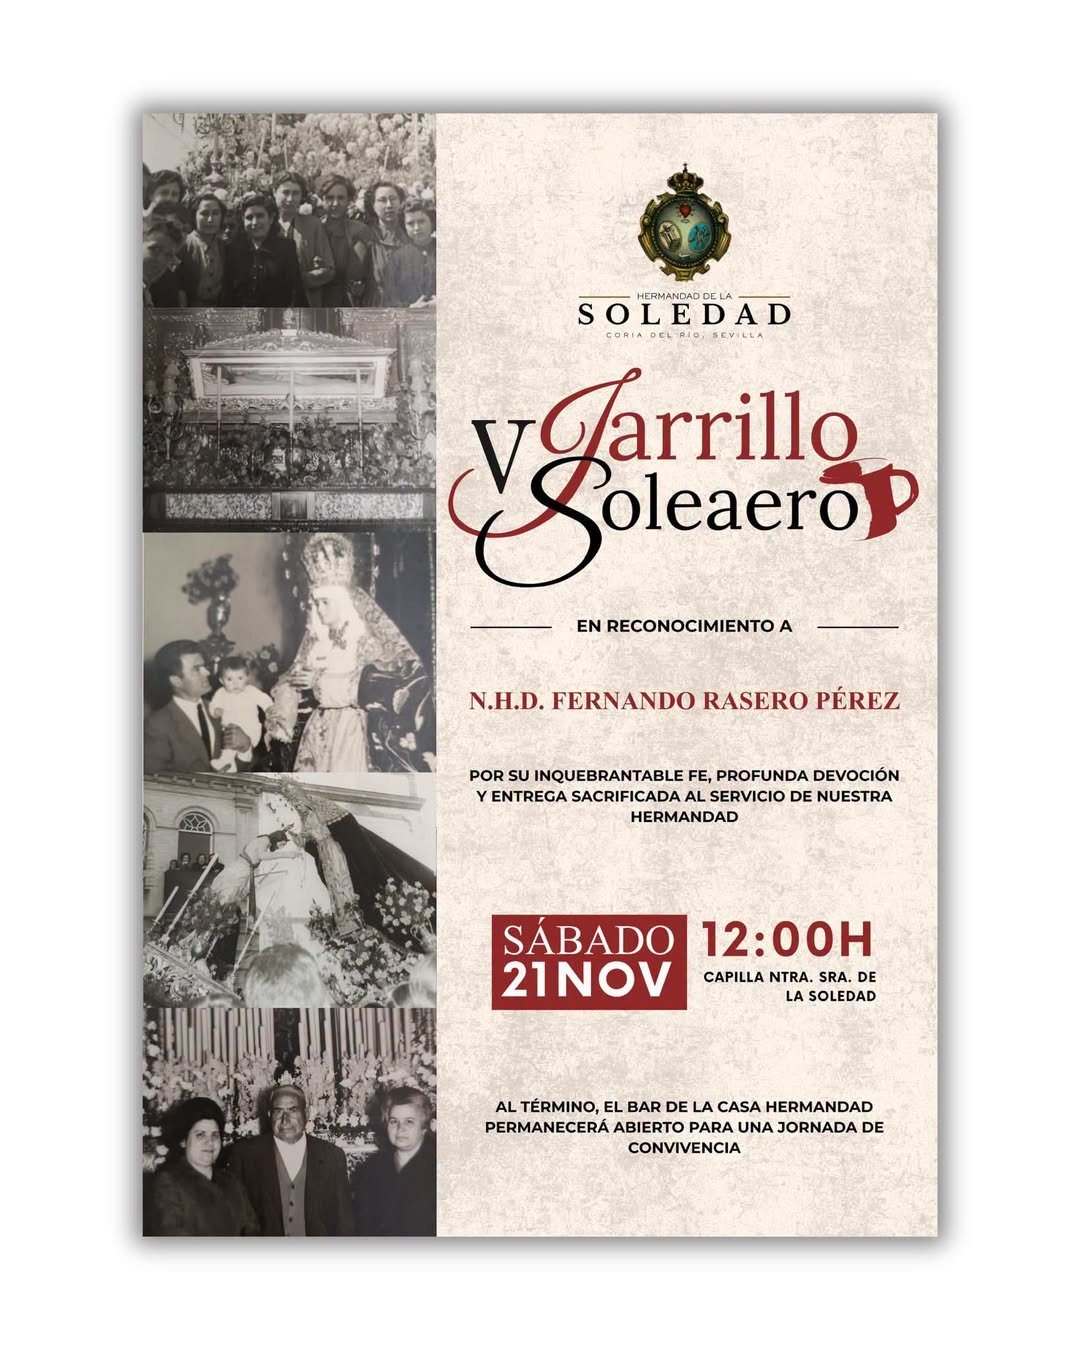 HERMANDAD DE LA
SOLEDAD
CORIA DEL RÍO, SEVILLA
V Jarrillo
Soleaero
EN RECONOCIMIENTO A
N.H.D. FERNANDO RASERO PÉREZ
POR SU INQUEBRANTABLE FE, PROFUNDA DEVOCIÓN
Y ENTREGA SACRIFICADA AL SERVICIO DE NUESTRA
HERMANDAD
SÁBADO
21NOV
12:00H
CAPILLA NTRA. SRA. DE
LA SOLEDAD
AL TÉRMINO, EL BAR DE LA CASA HERMANDAD
PERMANECERÁ ABIERTO PARA UNA JORNADA DE
CONVIVENCIA